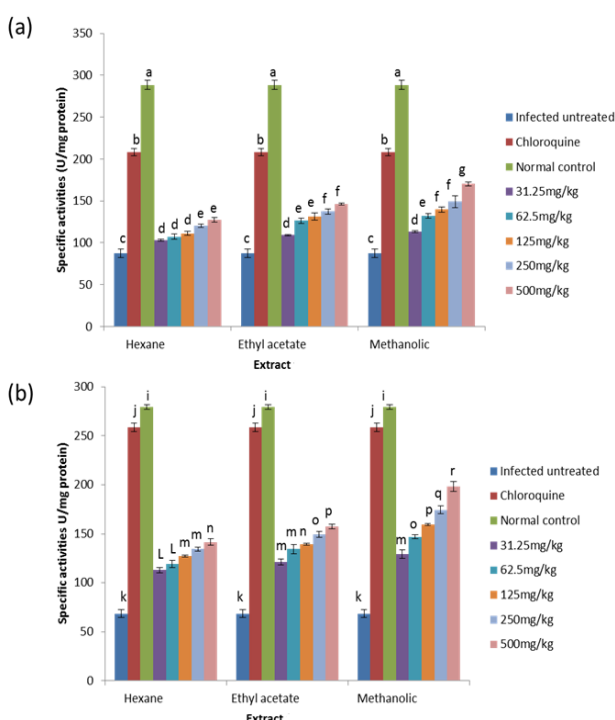 (a)
Specific activities (U/mg protein)
350
300
250
200
150
100
50
0
c b a d d d e e
c b a d e e f f
c b a d e f f g
Hexane Ethyl acetate Methanolic
Extract
Infected untreated
Chloroquine
Normal control
31.25mg/kg
62.5mg/kg
125mg/kg
250mg/kg
500mg/kg
(b)
Specific activities U/mg protein)
300
250
200
150
100
50
0
k j i L L m m n
k j i m m n o p
k j i m o p q r
Hexane Ethyl acetate Methanolic
Extract
Infected untreated
Chloroquine
Normal control
31.25mg/kg
62.5mg/kg
125mg/kg
250mg/kg
500mg/kg